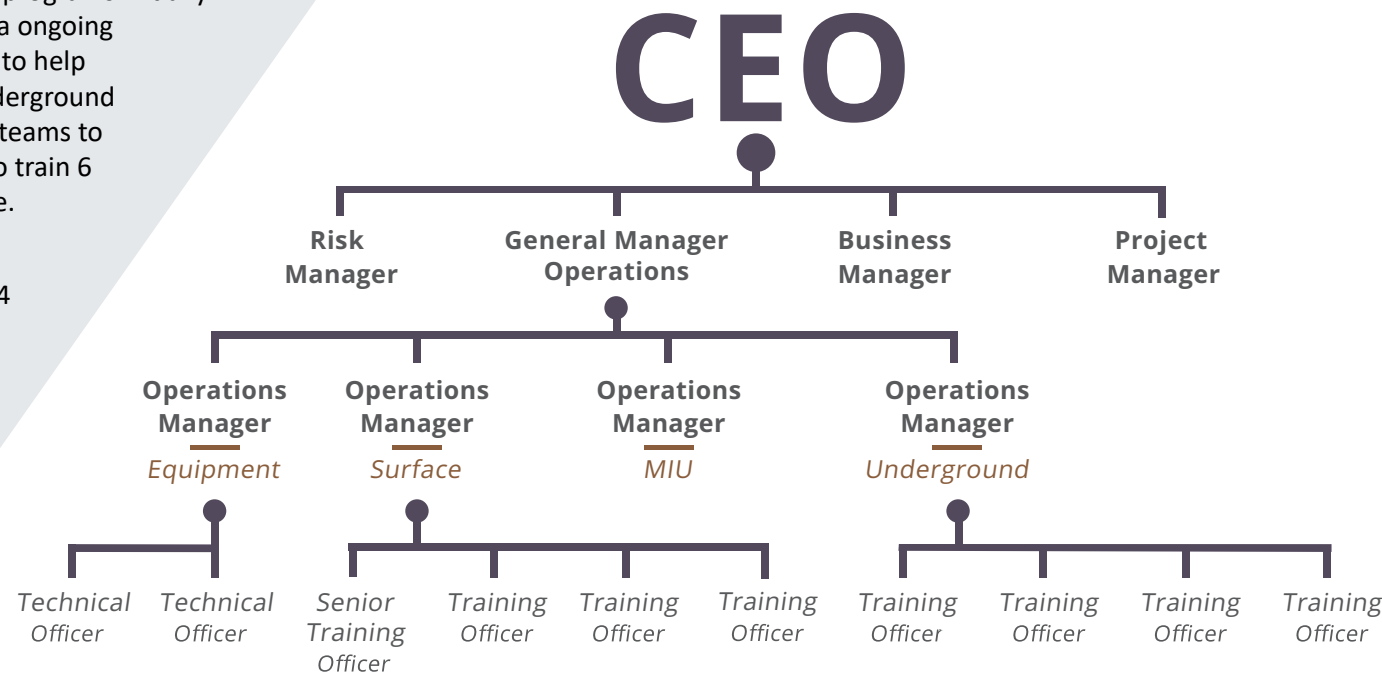 a ongoing
to help
teams to
train 6
4
CEO
Risk
Manager
General Manager
Operations
Business
Manager
Project
Manager
Operations
Manager
Equipment
Operations
Manager
Surface
Operations
Manager
MIU
Operations
Manager
Underground
Technical
Officer
Technical
Officer
Senior
Training
Officer
Training
Officer
Training
Officer
Training
Officer
Training
Officer
Training
Officer
Training
Officer
Training
Officer